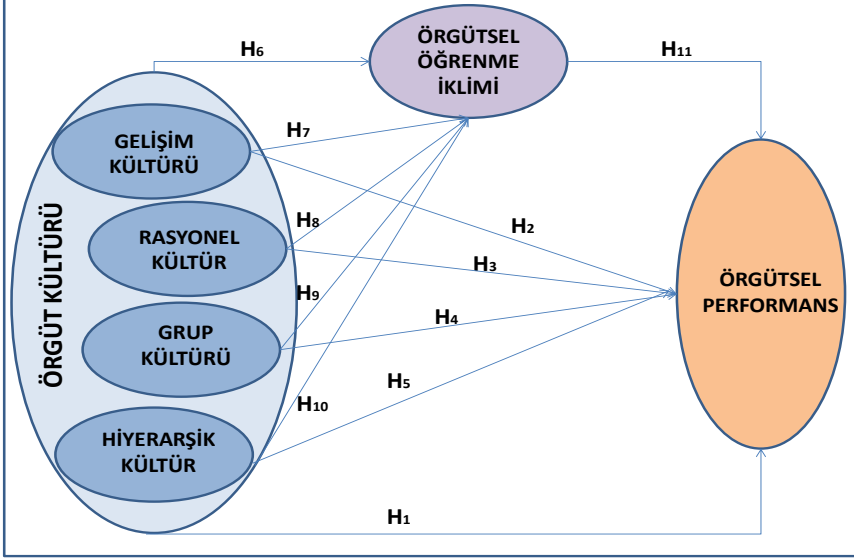 ÖRGÜTSEL
ÖĞRENME
İKLİMİ
H6
H11
GELİŞİM
KÜLTÜRÜ
H7
ÖRGÜT KÜLTÜRÜ
RASYONEL
KÜLTÜR
H8
H2
H3
ÖRGÜTSEL
PERFORMANS
GRUP
KÜLTÜRÜ
H9
H4
HİYERARŞİK
KÜLTÜR
H10
H5
H1